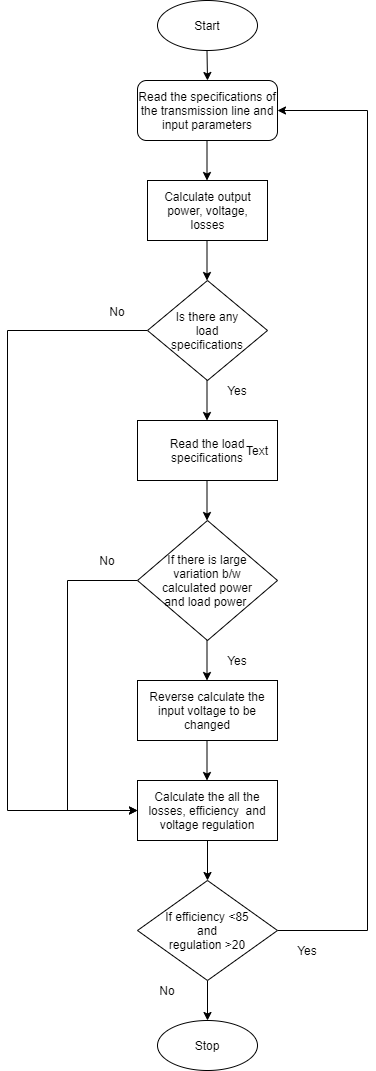 Start
Read the specifications of
the transmission line and
input parameters
Calculate output
power, voltage,
losses
No
Is there any
load
specifications
Yes
Read the load
specifications
Text
No
If there is large
variation b/w
calculated power
and load power
Yes
Reverse calculate the
input voltage to be
changed
Calculate the all the
losses, efficiency and
voltage regulation
If efficiency <85
and
regulation >20
Yes
No
Stop